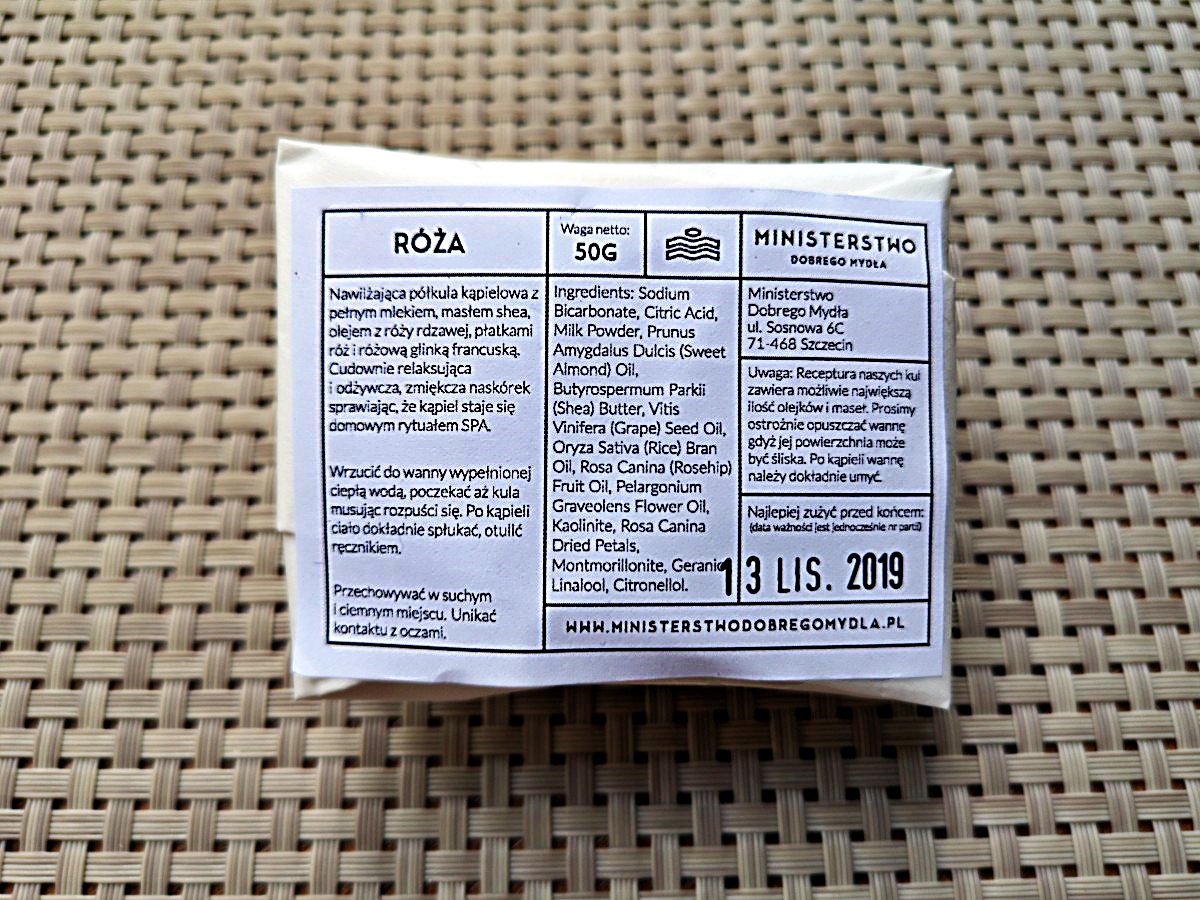 RÓŻA
Nawilżająca półkula kąpielowa z
pełnym mlekiem, masłem shea,
olejem z róży rdzawej, płatkami
róż i różową glinką francuską.
Cudownie relaksująca
i odżywcza, zmiękcza naskórek
sprawiając, że kąpiel staje się
domowym rytuałem SPA.
Wrzucić do wanny wypełnionej
ciepłą wodą, poczekać aż kula
musując rozpuści się. Po kąpieli
ciało dokładnie spłukać, otulić
ręcznikiem.
Przechowywać w suchym
i ciemnym miejscu. Unikać
kontaktu z oczami.
Waga netto:
50G
Ingredients: Sodium
Bicarbonate, Citric Acid,
Milk Powder, Prunus
Amygdalus Dulcis (Sweet
Almond) Oil,
Butyrospermum Parkii
(Shea) Butter, Vitis
Vinifera (Grape) Seed Oil,
Oryza Sativa (Rice) Bran
Oil, Rosa Canina (Rosehip)
Fruit Oil, Pelargonium
Graveolens Flower Oil,
Kaolinite, Rosa Canina
Dried Petals,
Montmorillonite,
Linalool, Citronellol.
MINISTERSTWO
DOBREGO MYDŁA
Ministerstwo
Dobrego Mydła
ul. Sosnowa 6C
71-468 Szczecin
Uwaga: Receptura naszych kul
zawiera możliwie największą
ilość olejków i maseł. Prosimy
ostrożnie opuszczać wannę
gdyż jej powierzchnia może
być śliska. Po kąpieli wannę
należy dokładnie umyć.
Najlepiej zużyć przed końcem:
(data ważności jest jednocześnie nr partii)
13 LIS. 2019
WWW.MINISTERSTWODOBREGOMYDLA.PL